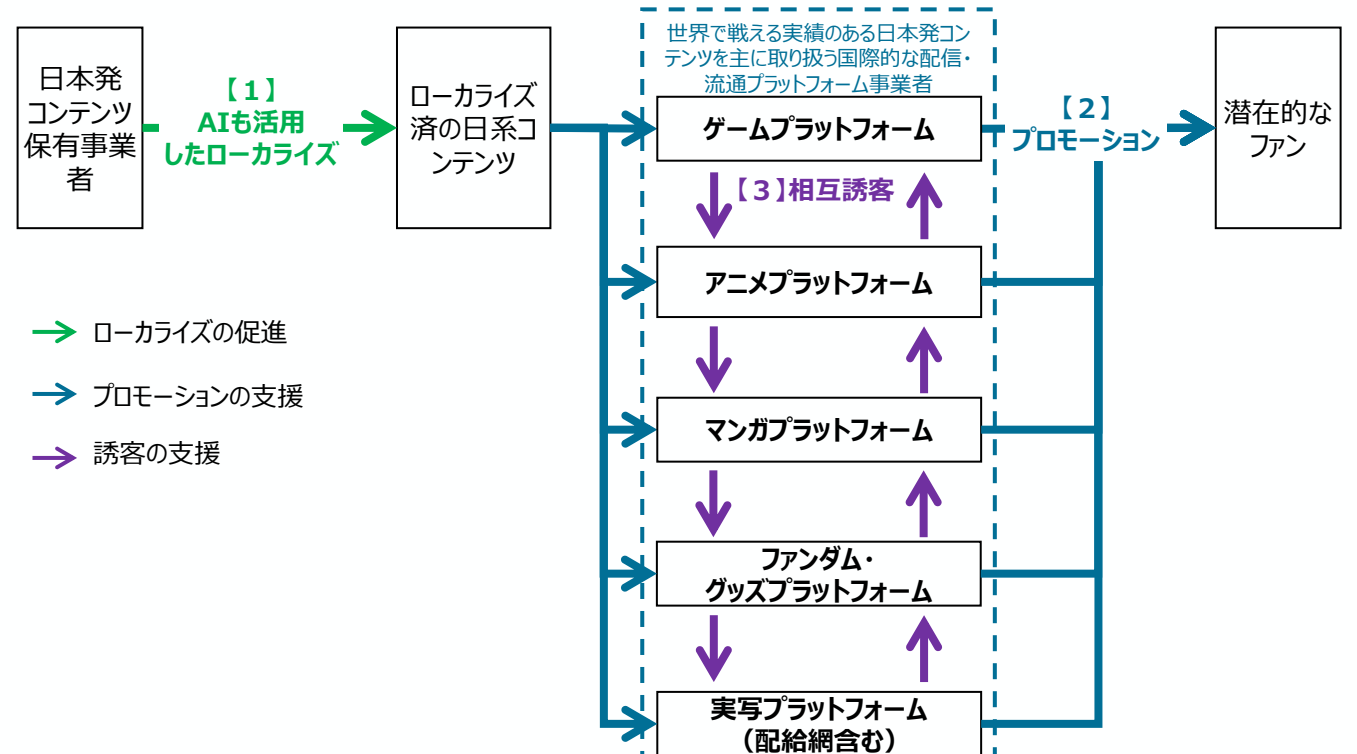 日本発
コンテンツ
保有事業
者
【１】
AIも活用
したローカライズ
ローカライズ
済の日系コ
ンテンツ
世界で戦える実績のある日本発コン
テンツを主に取り扱う国際的な配信・
流通プラットフォーム事業者
ゲームプラットフォーム
【２】
プロモーション
潜在的な
ファン
【３】相互誘客
アニメプラットフォーム
マンガプラットフォーム
ファンダム・
グッズプラットフォーム
実写プラットフォーム
（配給網含む）
ローカライズの促進
プロモーションの支援
誘客の支援